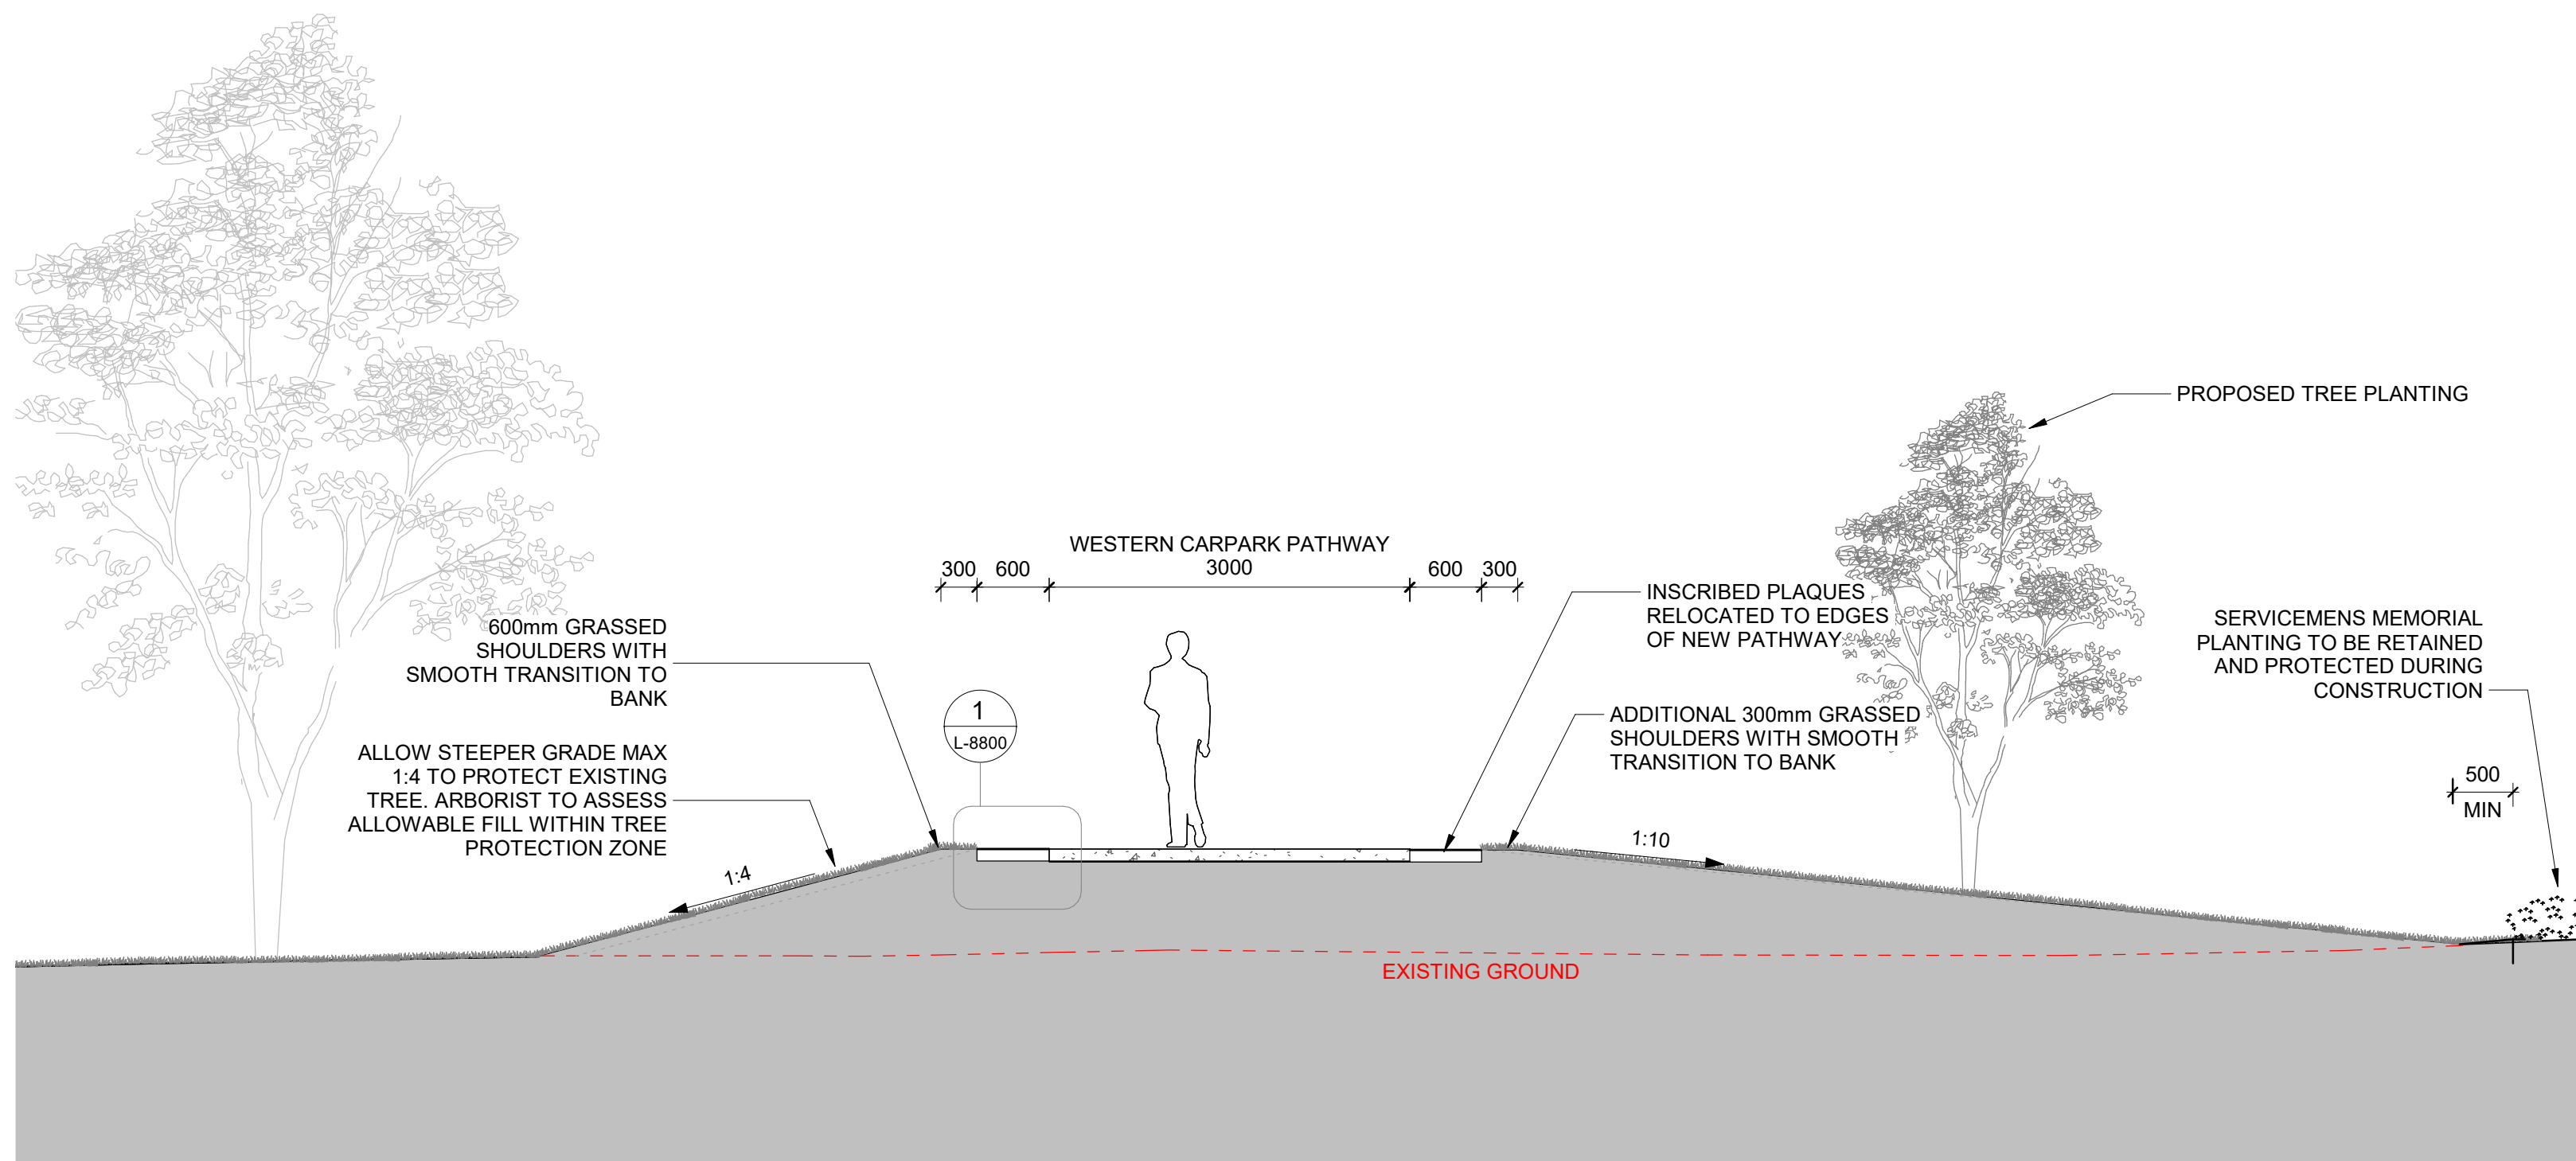 PROPOSED TREE PLANTING
WESTERN CARPARK PATHWAY
300 600 3000 600 300
600mm GRASSED
SHOULDERS WITH
SMOOTH TRANSITION TO
BANK
INSCRIBED PLAQUES
RELOCATED TO EDGES
OF NEW PATHWAY
SERVICEMENS MEMORIAL
PLANTING TO BE RETAINED
AND PROTECTED DURING
CONSTRUCTION
1
L-8800
ADDITIONAL 300mm GRASSED
SHOULDERS WITH SMOOTH
TRANSITION TO BANK
ALLOW STEEPER GRADE MAX
1:4 TO PROTECT EXISTING
TREE. ARBORIST TO ASSESS
ALLOWABLE FILL WITHIN TREE
PROTECTION ZONE
500
MIN
1:4
1:10
EXISTING GROUND